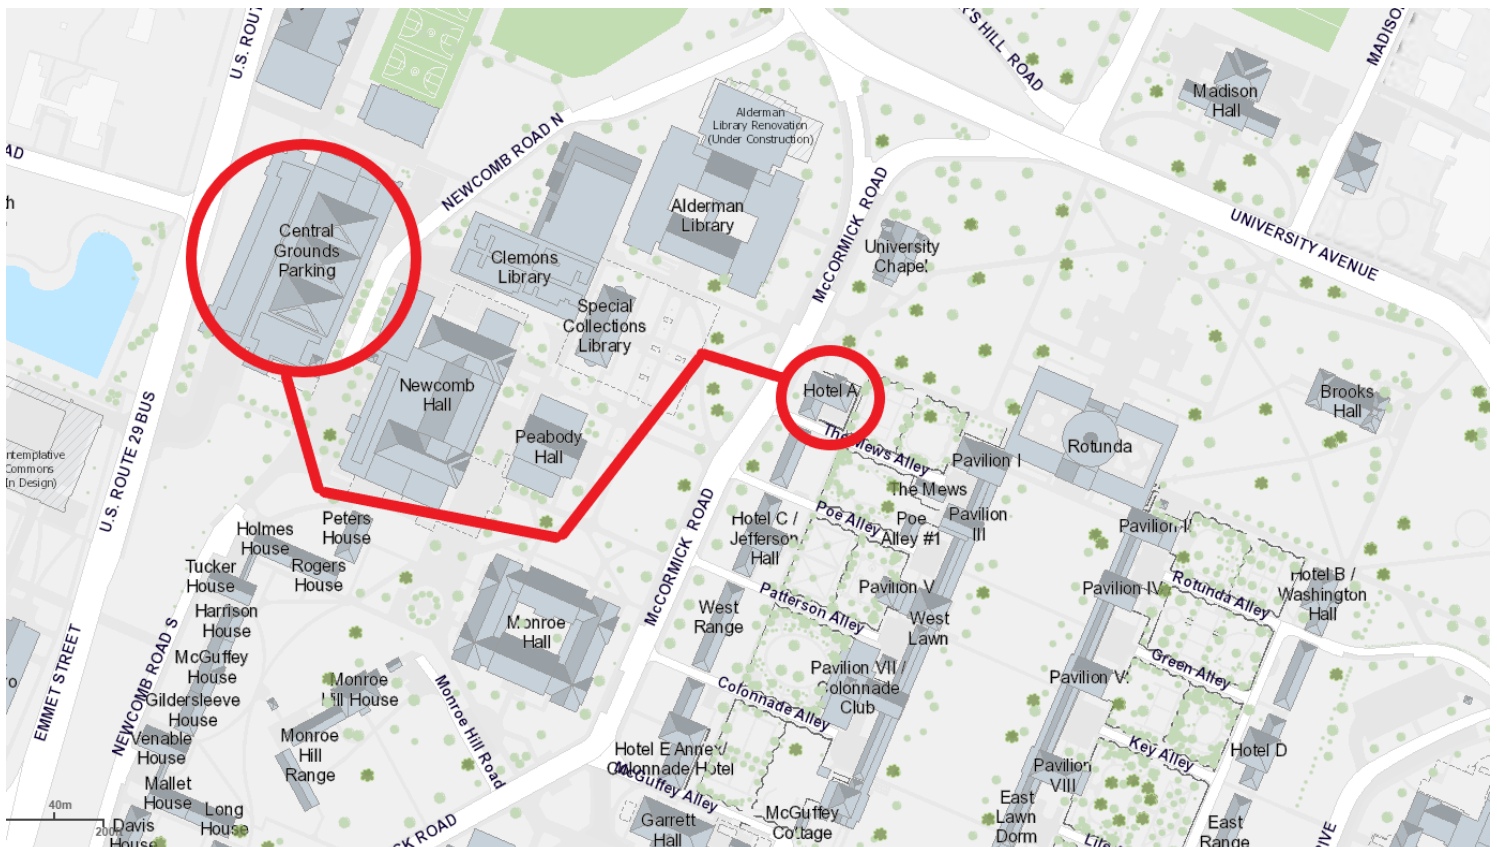 U.S. ROUT
'S HILL ROAD
MADISO
Madison
Hall
Alderman
Library Renovation
(Under Construction)
NEWCOMB ROAD N
AD
th
Alderman
Library
McCORMICK ROAD
UNIVERSITY AVENUE
Central
Grounds
Parking
Clemons
Library
University
Chapel
Special
Collections
Library
Newcomb
Hall
Hotel A
Brooks
Hall
U.S. ROUTE 29 BUS
Peabody
Hall
The Mews Alley
Pavilion I
Rotunda
ntemplative
Commons
(In Design)
The Mews
McCORMICK ROAD
Poe Alley
Poe
Alley #1
Pavilion
III
Pavilion I
Holmes
House
Peters
House
Hotel C /
Jefferson
Hall
Rogers
House
Tucker
House
Patterson Alley
Pavilion V
Pavilion IV
Rotunda Alley
Hotel B /
Washington
Hall
Harrison
House
West
Range
West
Lawn
Monroe
Hall
McGuffey
House
Green Alley
EMMET STREET
NEWCOMB ROAD S
Gildersleeve
House
Monroe
Hill House
Monroe Hill Road
Colonnade Alley
Pavilion VII /
Colonnade
Club
Pavilion V
Venable
House
Monroe
Hill
Range
Hotel E Annex/
Colonnade Hotel
Key Alley
Hotel D
McGuffey Alley
Pavilion
VIII
Mallet
House
Long
House
40m
200ft
Davis
House
CK ROAD
Garrett
Hall
McGuffey
Cottage
East
Lawn
Dorm
East
Range
RIVE